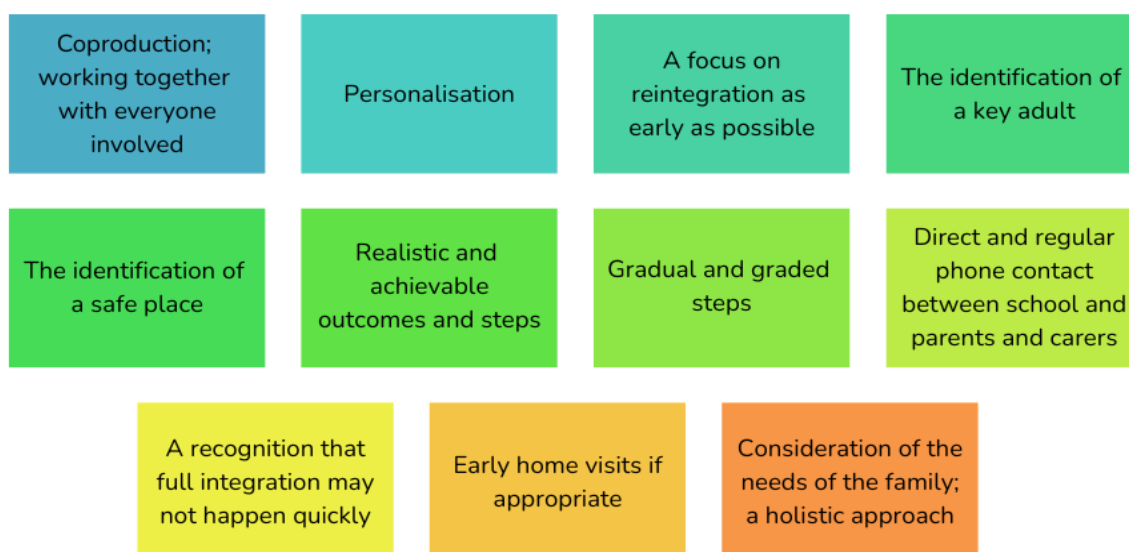 Coproduction;
working together
with everyone
involved
Personalisation
A focus on
reintegration as
early as possible
The identification of
a key adult
The identification of
a safe place
Realistic and
achievable
outcomes and steps
Gradual and graded
steps
Direct and regular
phone contact
between school and
parents and carers
A recognition that
full integration may
not happen quickly
Early home visits if
appropriate
Consideration of the
needs of the family;
a holistic approach